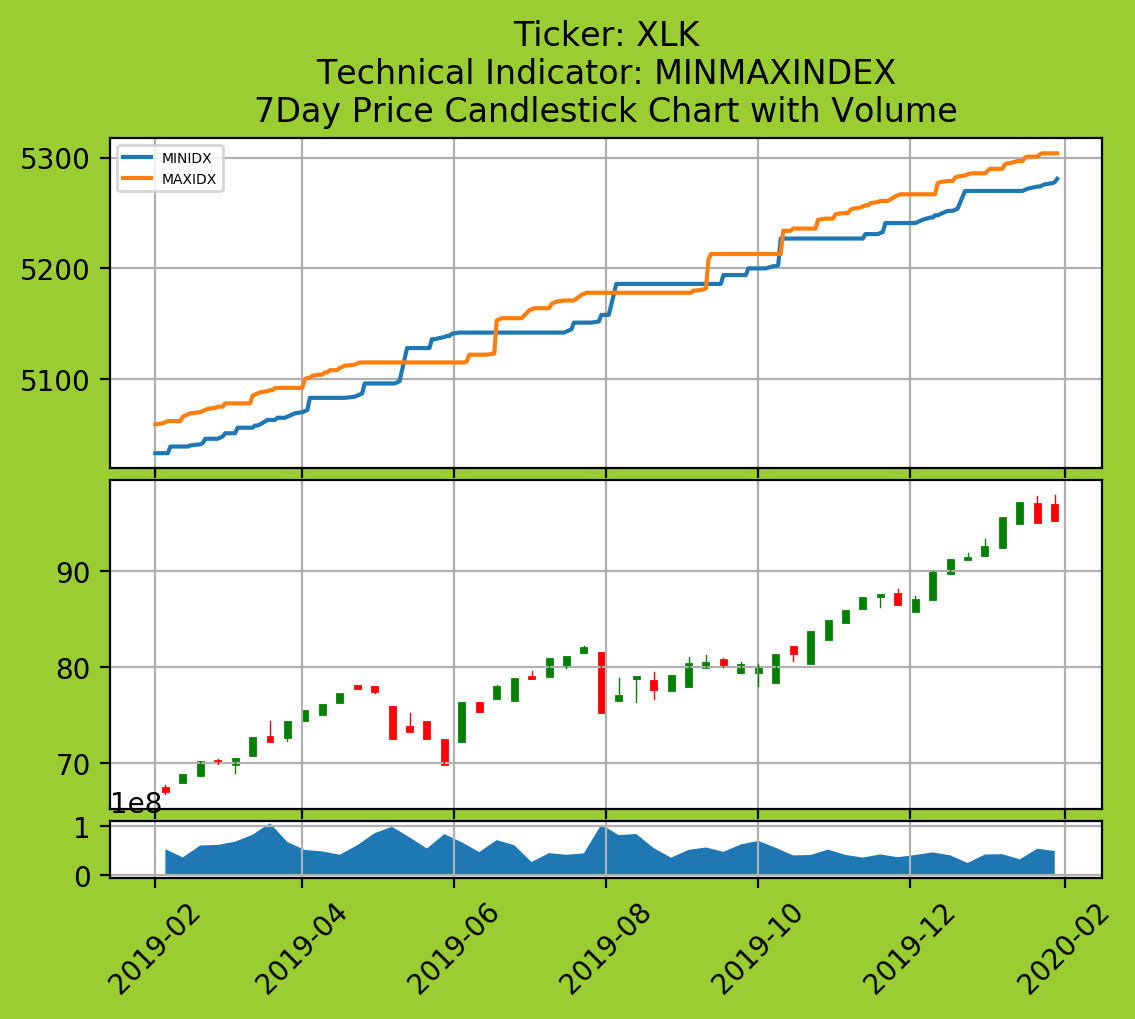 Ticker: XLK
Technical Indicator: MINMAXINDEX
7Day Price Candlestick Chart with Volume
MINIDX
MAXIDX
5300
5200
5100
90
80
70
1e8
1
0
2019-02
2019-04
2019-06
2019-08
2019-10
2019-12
2020-02